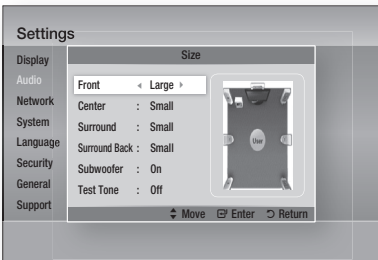 Settings
Display
Audio
Network
System
Language
Security
General
Support
Size
Front ◀ Large ▶
Center : Small
Surround : Small
Surround Back : Small
Subwoofer : On
Test Tone : Off
User
Move Enter Return